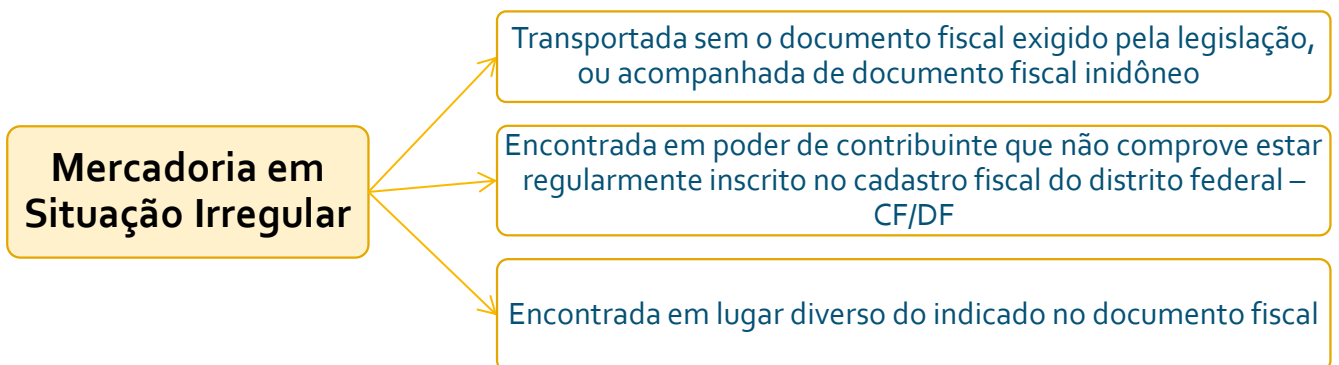 Transportada sem o documento fiscal exigido pela legislação,
ou acompanhada de documento fiscal inidôneo
Mercadoria em
Situação Irregular
Encontrada em poder de contribuinte que não comprove estar
regularmente inscrito no cadastro fiscal do distrito federal –
CF/DF
Encontrada em lugar diverso do indicado no documento fiscal